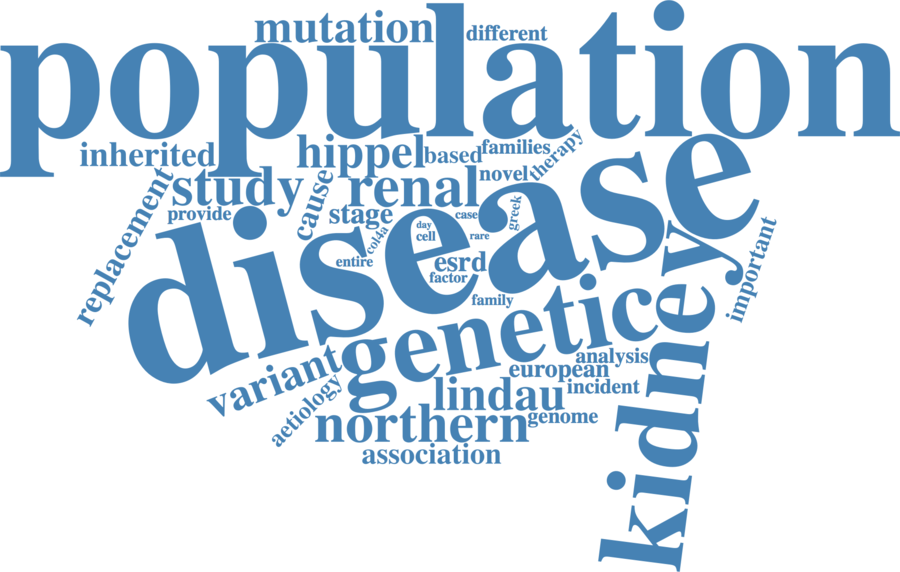 population
mutation
different
inherited
hippel
based
families
therapy
study
renal
novel
replacement
provide
cause
stage
case
greek
disease
day
cell
rare
col4a
entire
esrd
factor
family
important
kidney
genetic
variant
analysis
european
incident
aetiology
lindau
northern
genome
association